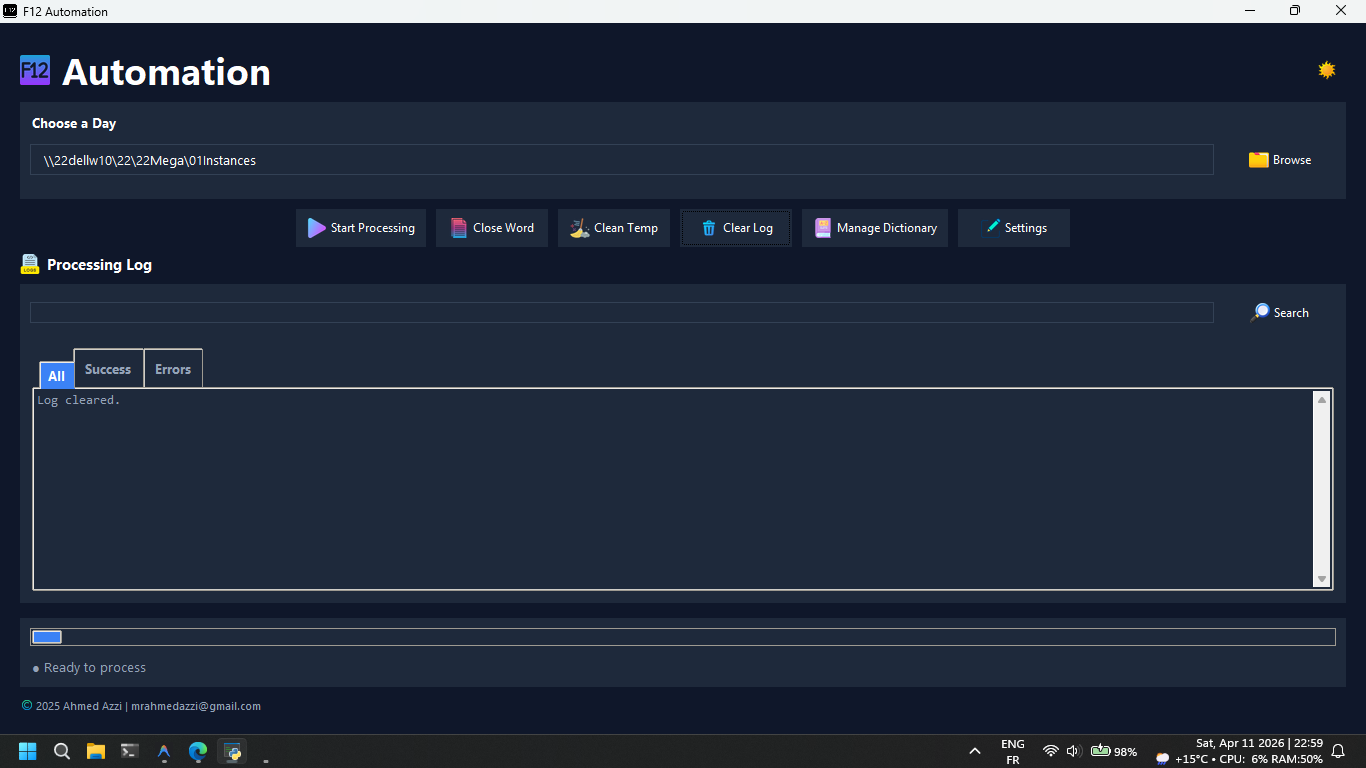 F12 Automation
F12 Automation
Choose a Day
\\22dellw10\22\22Mega\01Instances
Browse
Start Processing Close Word Clean Temp Clear Log Manage Dictionary Settings
LOGS Processing Log
Search
All Success Errors
Log cleared.
● Ready to process
© 2025 Ahmed Azzi | mrahmedazzi@gmail.com
ENG
FR
98%
Sat, Apr 11 2026 | 22:59
+15°C • CPU: 6% RAM:50%